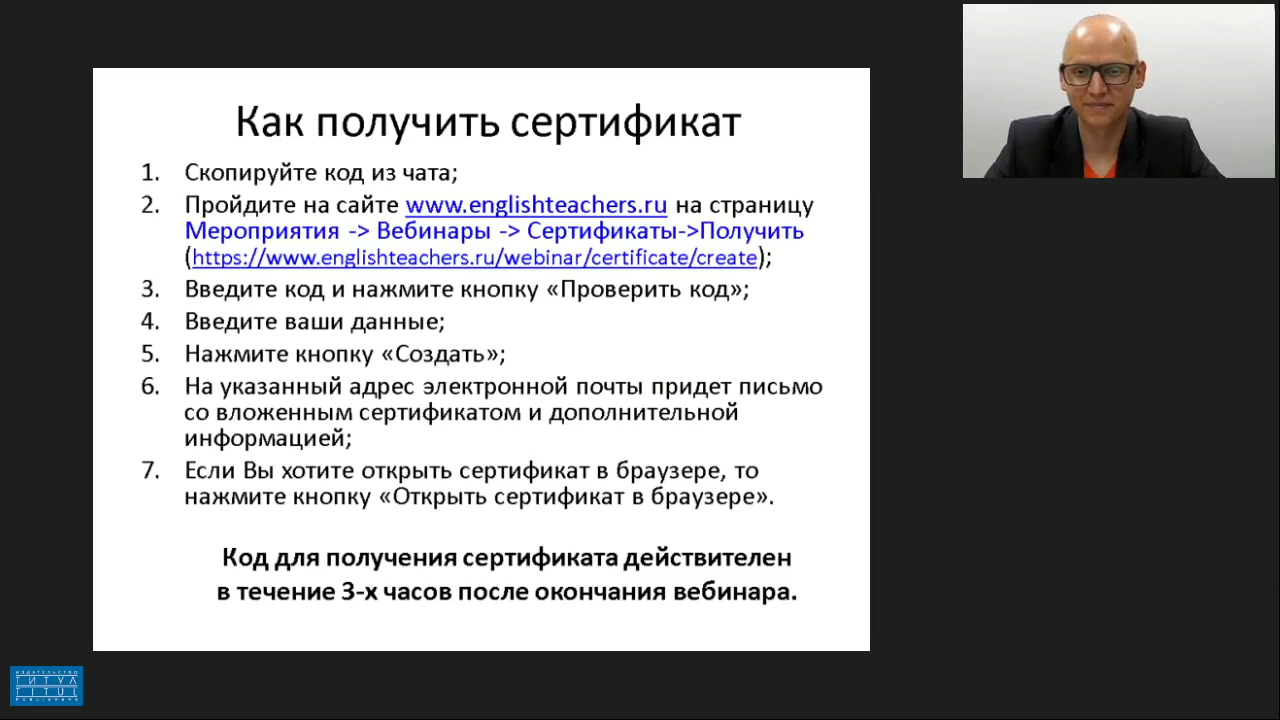 Как получить сертификат
1. Скопируйте код из чата;
2. Пройдите на сайте www.englishteachers.ru на страницу
Мероприятия -> Вебинары -> Сертификаты->Получить
(https://www.englishteachers.ru/webinar/certificate/create);
3. Введите код и нажмите кнопку «Проверить код»;
4. Введите ваши данные;
5. Нажмите кнопку «Создать»;
6. На указанный адрес электронной почты придет письмо
со вложенным сертификатом и дополнительной
информацией;
7. Если Вы хотите открыть сертификат в браузере, то
нажмите кнопку «Открыть сертификат в браузере».
Код для получения сертификата действителен
в течение 3-х часов после окончания вебинара.
ИЗДАТЕЛЬСТВО
ТИТУЛ
TITUL
PUBLISHERS